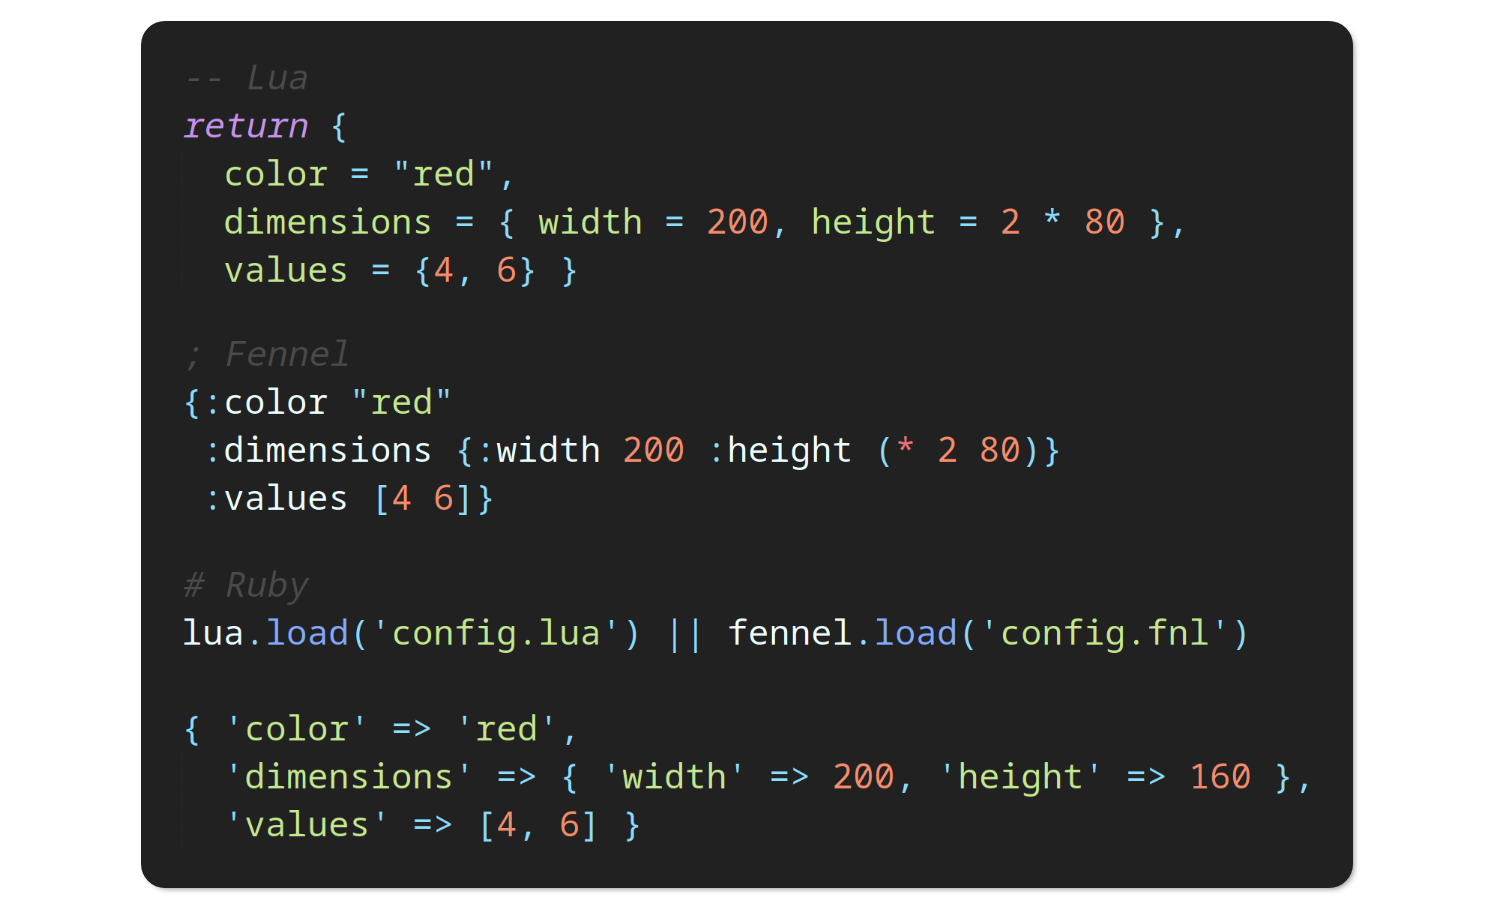 -- Lua
return {
  color = "red",
  dimensions = { width = 200, height = 2 * 80 },
  values = {4, 6} }
; Fennel
{:color "red"
 :dimensions {:width 200 :height (* 2 80)}
 :values [4 6]}
# Ruby
lua.load('config.lua') || fennel.load('config.fnl')
{ 'color' => 'red',
  'dimensions' => { 'width' => 200, 'height' => 160 },
  'values' => [4, 6] }